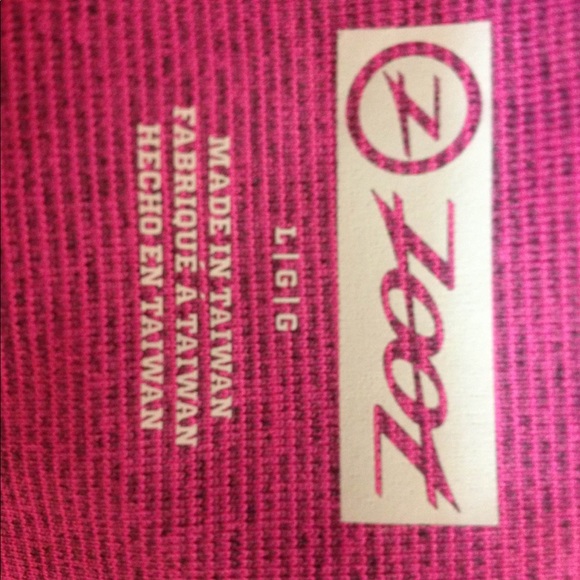 Z ZOOT
L|G|G
MADE IN TAIWAN
FABRIQUÉ Á TAIWAN
HECHO EN TAIWAN